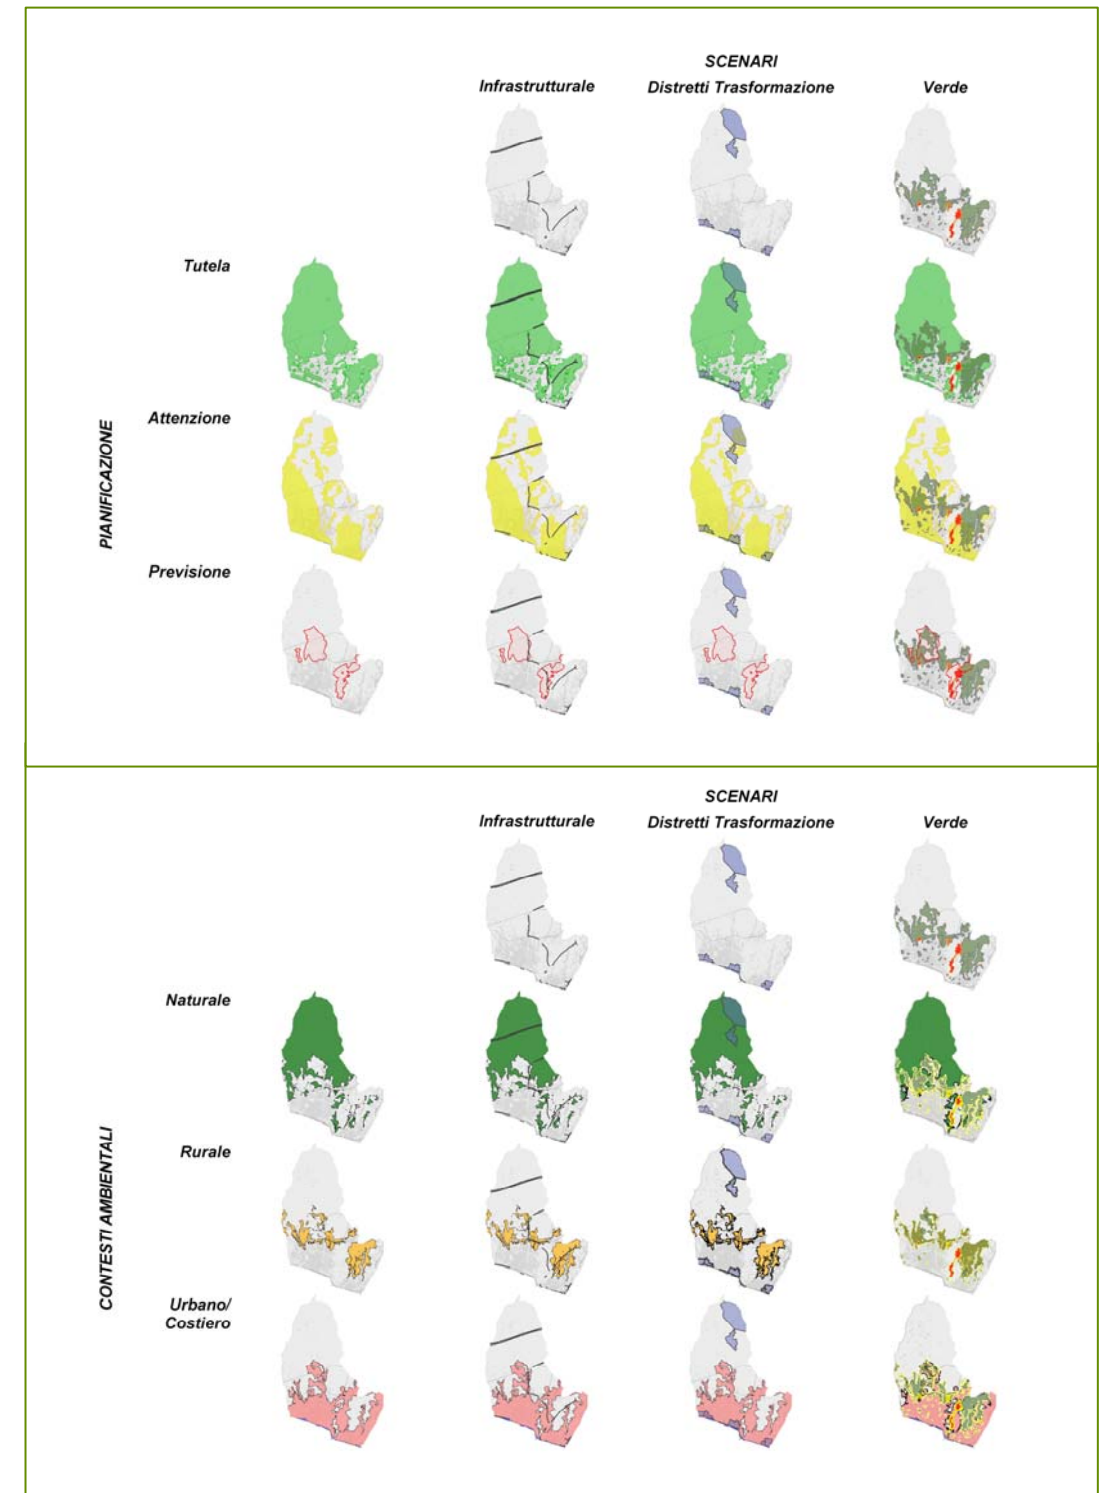 SCENARI
Infrastrutturale Distretti Trasformazione Verde
Tutela
Attenzione
PIANIFICAZIONE
Previsione
SCENARI
Infrastrutturale Distretti Trasformazione Verde
Naturale
Rurale
CONTESTI AMBIENTALI
Urbano/
Costiero